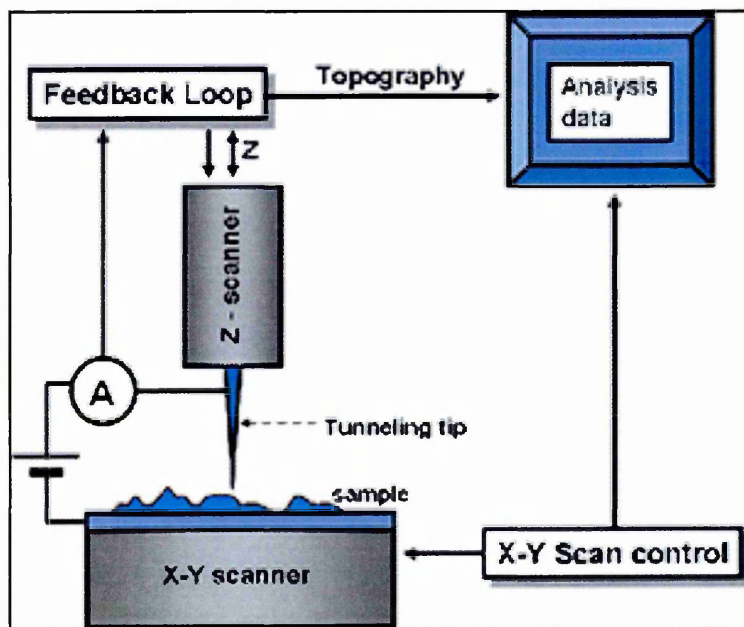 Topography
Feedback Loop
Analysis
data
Z
Z - scanner
A
Tunneling tip
sample
X-Y scanner
X-Y Scan control